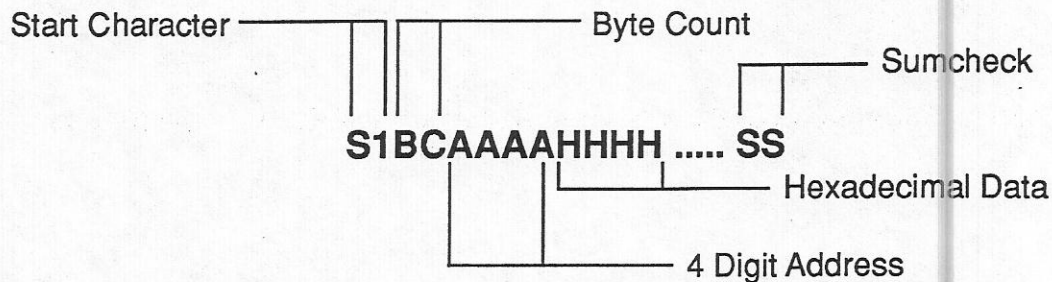 Start Character
Byte Count
Sumcheck
S1BCAAAAHHHH ..... SS
Hexadecimal Data
4 Digit Address